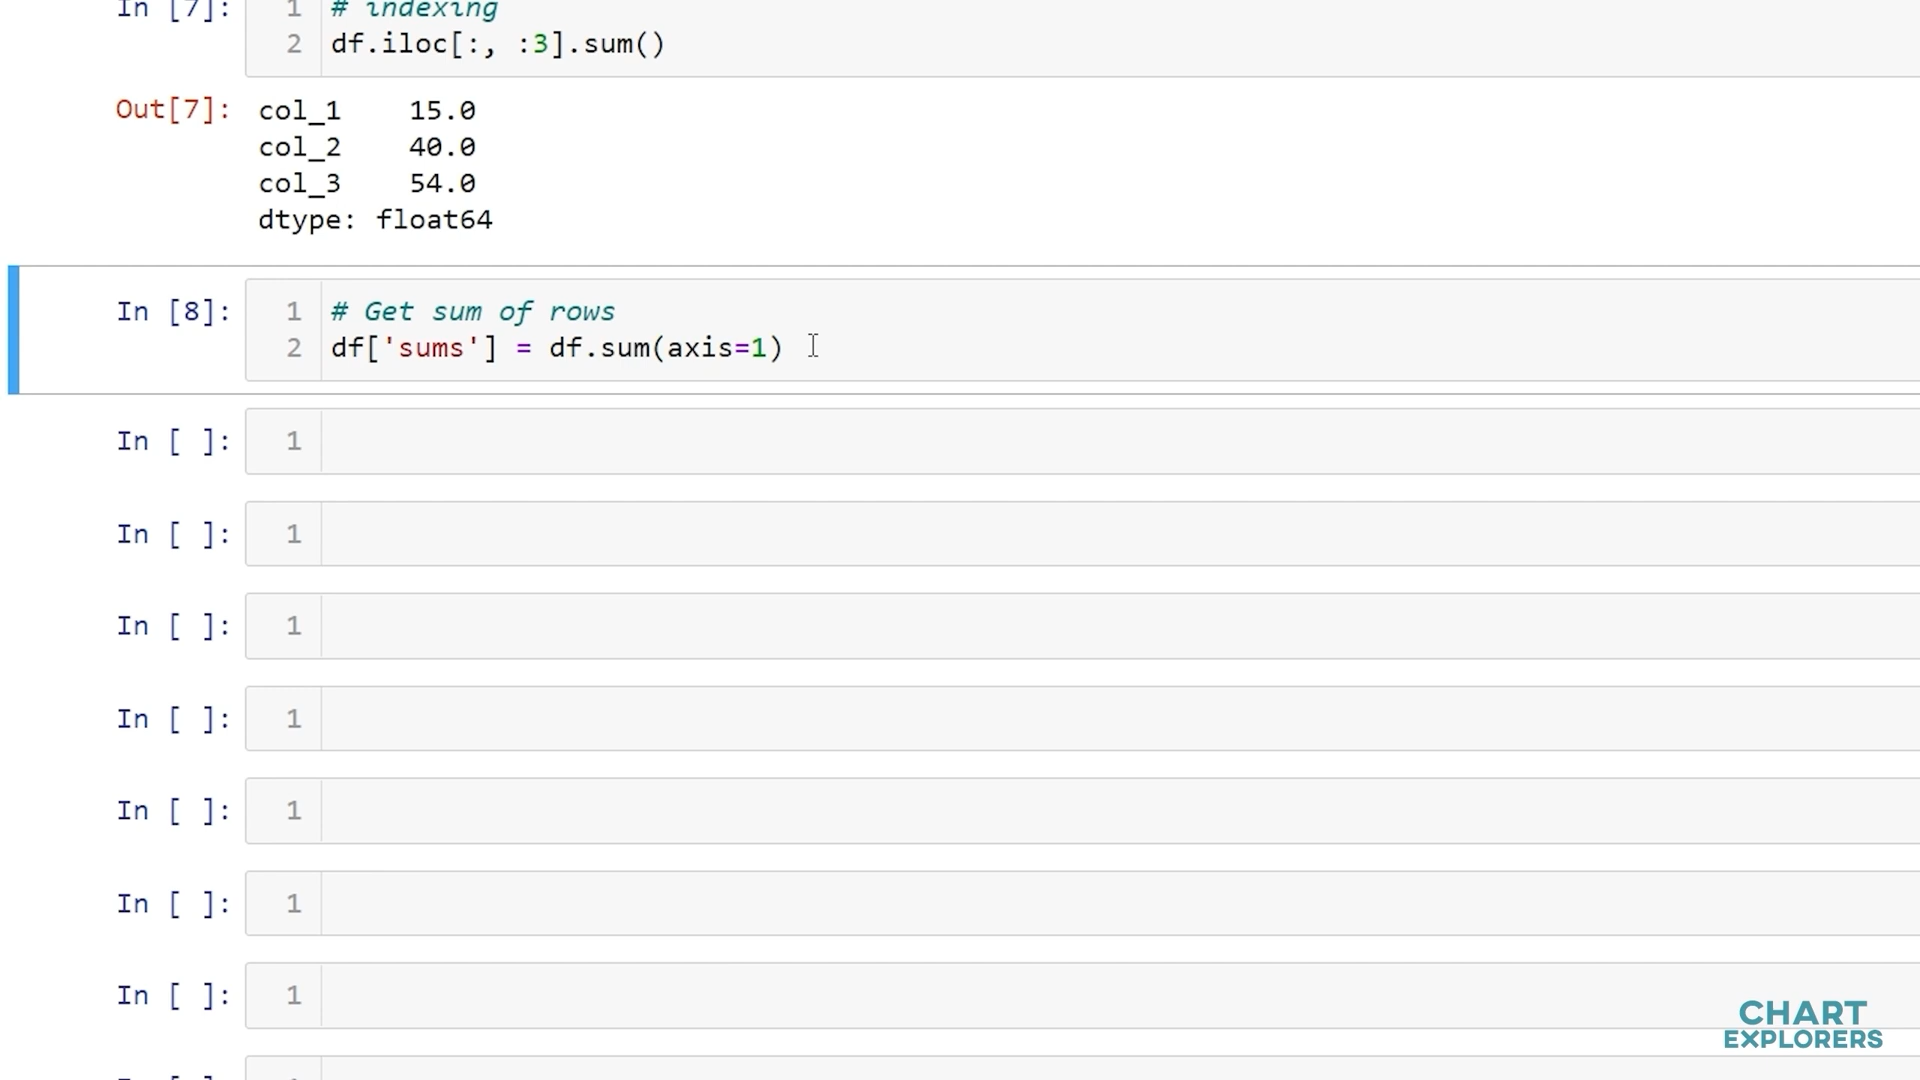 In [7]: 1 # indexing
2 df.iloc[:, :3].sum()
Out[7]: col_1 15.0
col_2 40.0
col_3 54.0
dtype: float64
In [8]: 1 # Get sum of rows
2 df['sums'] = df.sum(axis=1)
In [ ]: 1
In [ ]: 1
In [ ]: 1
In [ ]: 1
In [ ]: 1
In [ ]: 1
In [ ]: 1
CHART
EXPLORERS